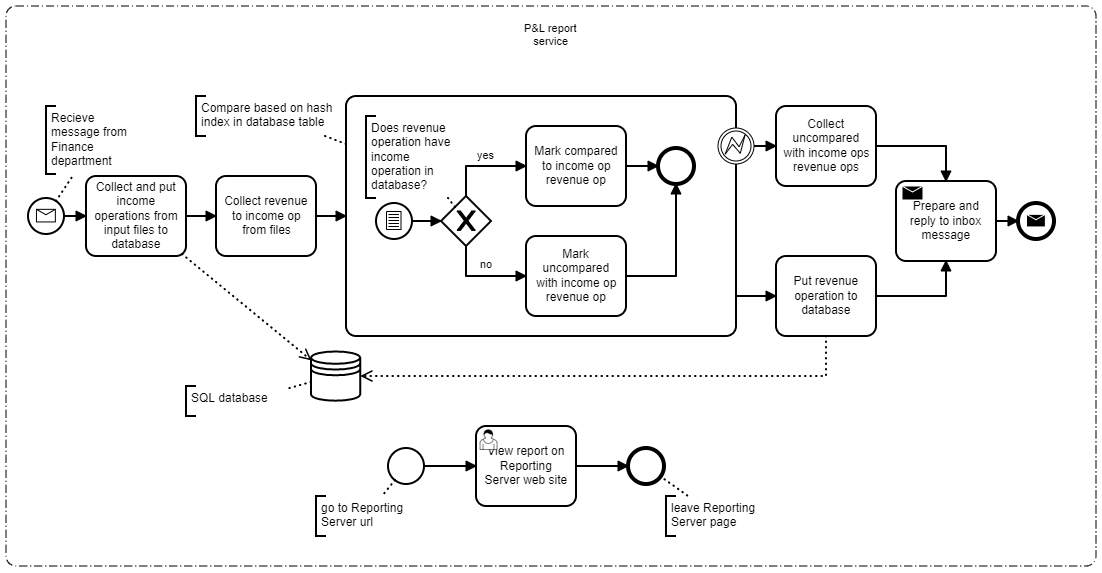 P&L report
service
Recieve
message from
Finance
department
Compare based on hash
index in database table
Does revenue
operation have
income
operation in
database?
yes
no
Collect and put
income
operations from
input files to
database
Collect revenue
to income op
from files
Mark compared
to income op
revenue op
Mark
uncompared
with income op
revenue op
Collect
uncompared
with income ops
revenue ops
Prepare and
reply to inbox
message
Put revenue
operation to
database
SQL database
View report on
Reporting
Server web site
go to Reporting
Server url
leave Reporting
Server page